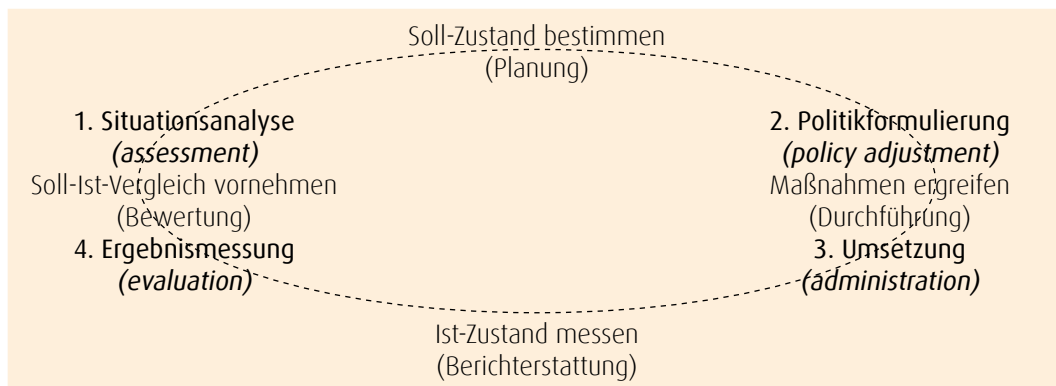 Soll-Zustand bestimmen
(Planung)
1. Situationsanalyse
(assessment)
2. Politikformulierung
(policy adjustment)
Soll-Ist-Vergleich vornehmen
(Bewertung)
Maßnahmen ergreifen
(Durchführung)
4. Ergebnismessung
(evaluation)
3. Umsetzung
(administration)
Ist-Zustand messen
(Berichterstattung)